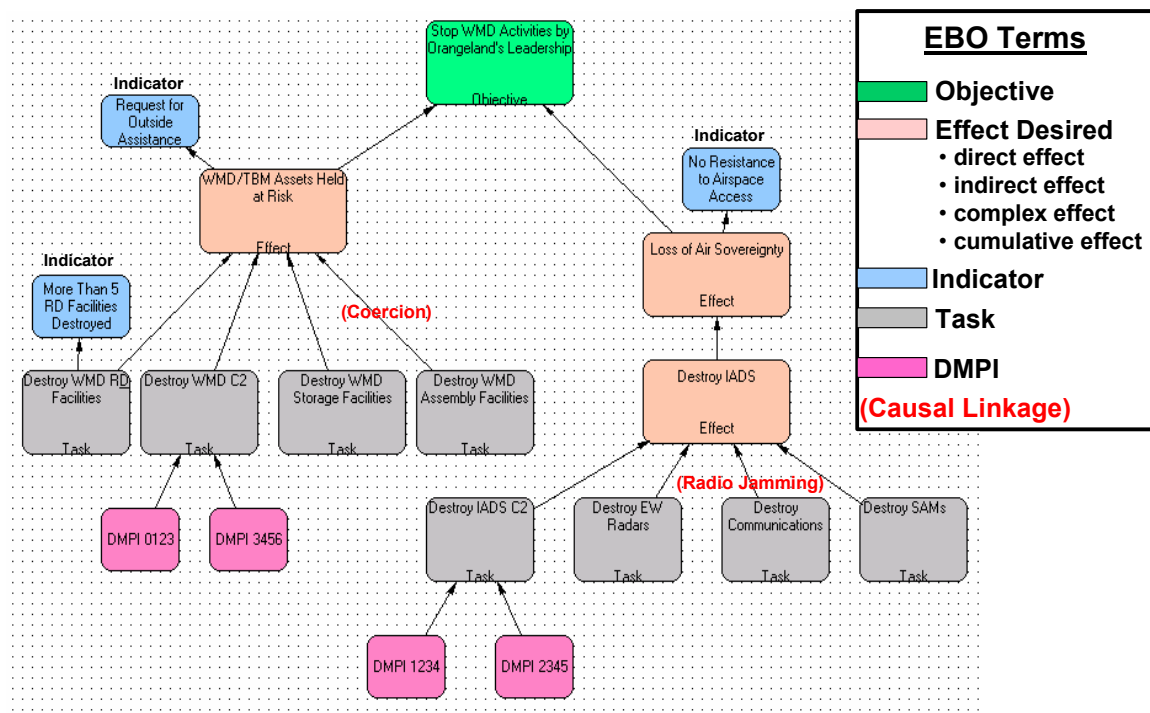 Stop WMD Activities by
Orangeland's Leadership
Objective
Indicator
Request for
Outside
Assistance
Indicator
No Resistance
to Airspace
Access
WMD/TBM Assets Held
at Risk
Effect
Loss of Air Sovereignty
Effect
Indicator
More Than 5
RD Facilities
Destroyed
(Coercion)
Destroy WMD RD
Facilities
Task
Destroy WMD C2
Task
Destroy WMD
Storage Facilities
Task
Destroy WMD
Assembly Facilities
Task
Destroy IADS
Effect
(Radio Jamming)
DMPI 0123
DMPI 3456
Destroy IADS C2
Task
Destroy EW
Radars
Task
Destroy
Communications
Task
Destroy SAMs
Task
DMPI 1234
DMPI 2345
EBO Terms
Objective
Effect Desired
• direct effect
• indirect effect
• complex effect
• cumulative effect
Indicator
Task
DMPI
(Causal Linkage)